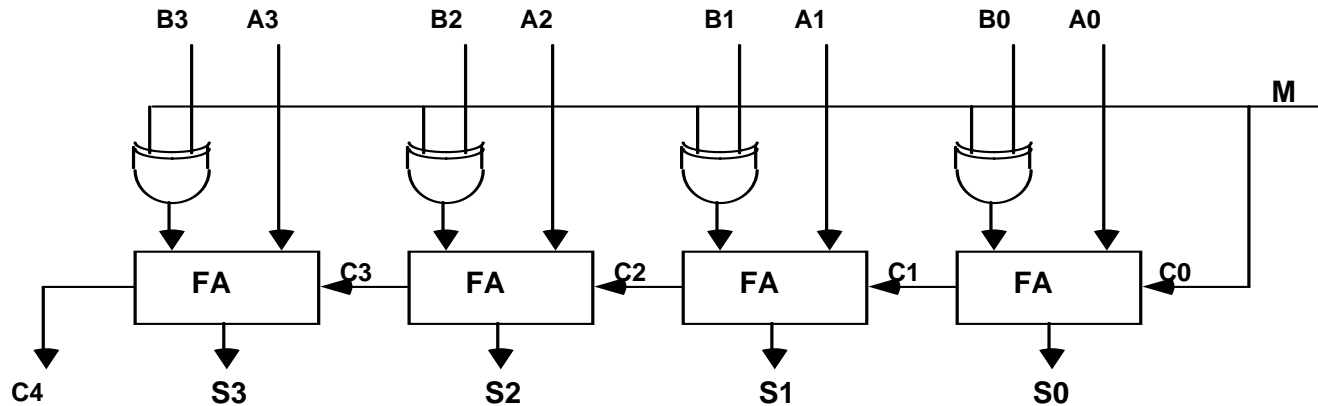 B3 A3 B2 A2 B1 A1 B0 A0
M
FA C3 FA C2 FA C1 FA C0
C4 S3 S2 S1 S0